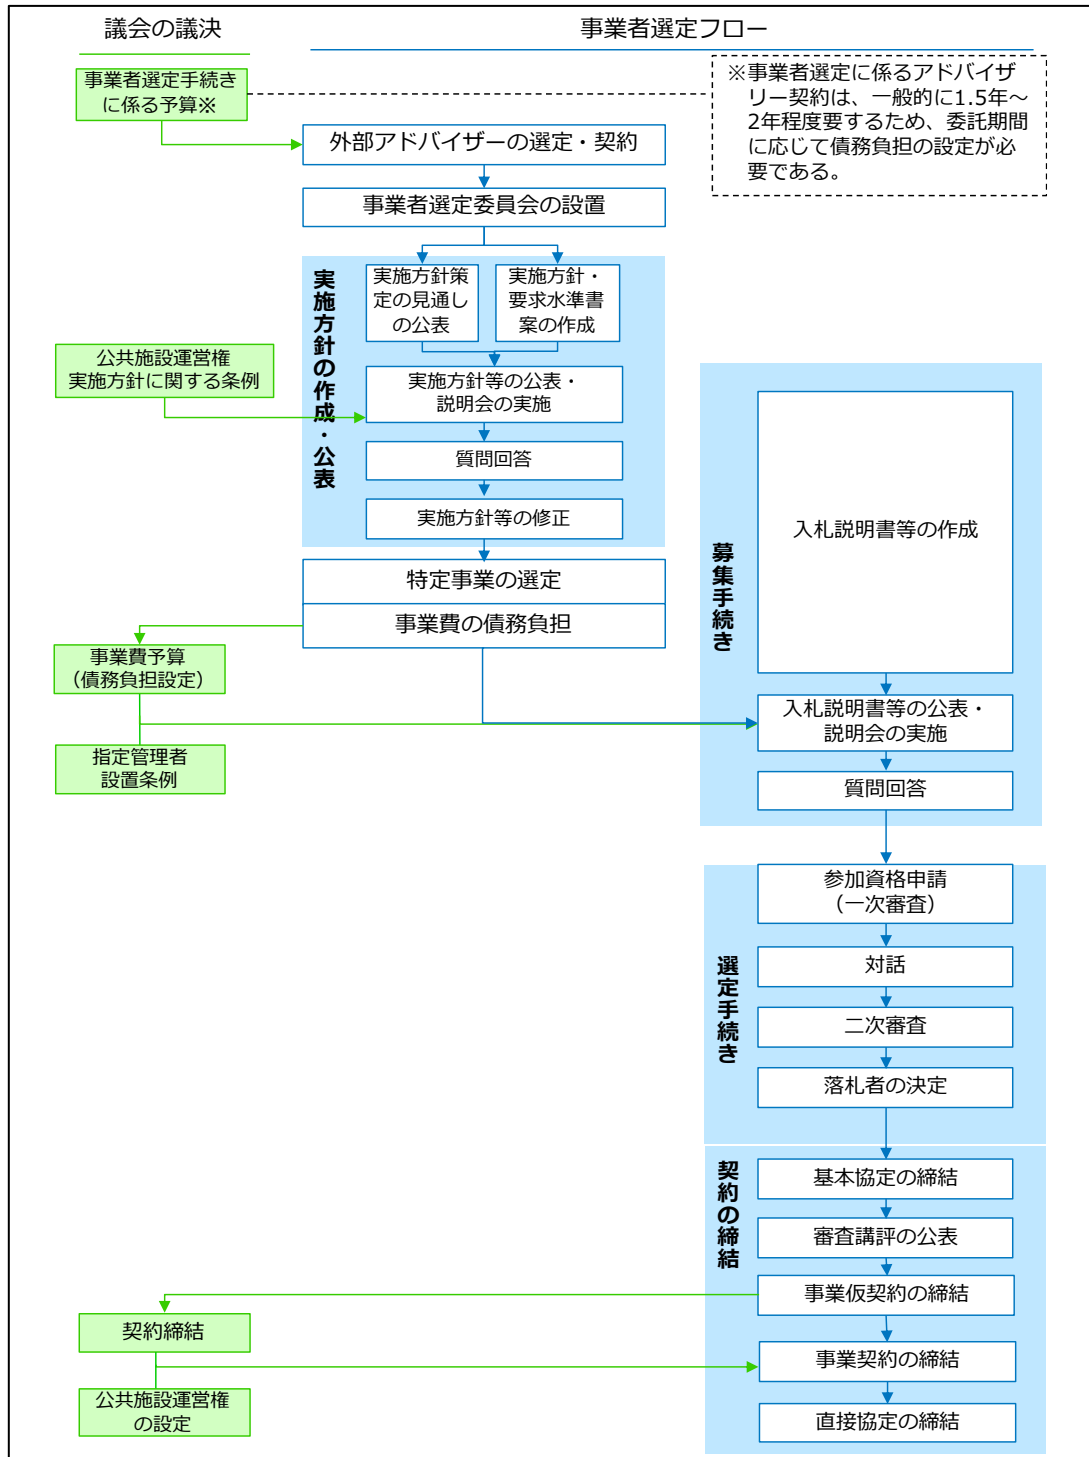 議会の議決
事業者選定フロー
事業者選定手続き
に係る予算※
※事業者選定に係るアドバイザ
リー契約は、一般的に1.5年～
2年程度要するため、委託期間
に応じて債務負担の設定が必
要である。
外部アドバイザーの選定・契約
事業者選定委員会の設置
実施方針の作成・公表
実施方針策
定の見通し
の公表
実施方針・
要求水準書
案の作成
公共施設運営権
実施方針に関する条例
実施方針等の公表・
説明会の実施
質問回答
実施方針等の修正
特定事業の選定
事業費の債務負担
事業費予算
（債務負担設定）
指定管理者
設置条例
募集手続き
入札説明書等の作成
入札説明書等の公表・
説明会の実施
質問回答
選定手続き
参加資格申請
（一次審査）
対話
二次審査
落札者の決定
契約の締結
基本協定の締結
審査講評の公表
事業仮契約の締結
契約締結
事業契約の締結
公共施設運営権
の設定
直接協定の締結